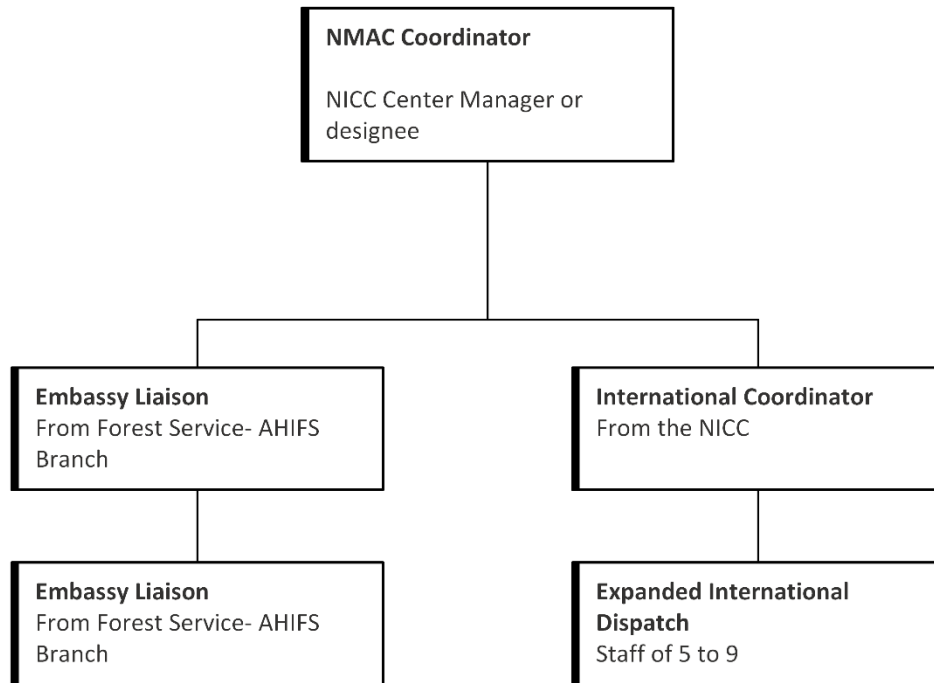 NMAC Coordinator
NICC Center Manager or
designee
Embassy Liaison
From Forest Service- AHIFS
Branch
International Coordinator
From the NICC
Embassy Liaison
From Forest Service- AHIFS
Branch
Expanded International
Dispatch
Staff of 5 to 9